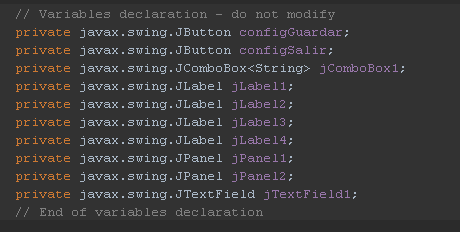 // Variables declaration - do not modify
private javax.swing.JButton configGuardar;
private javax.swing.JButton configSalir;
private javax.swing.JComboBox<String> jComboBox1;
private javax.swing.JLabel jLabel1;
private javax.swing.JLabel jLabel2;
private javax.swing.JLabel jLabel3;
private javax.swing.JLabel jLabel4;
private javax.swing.JPanel jPanel1;
private javax.swing.JPanel jPanel2;
private javax.swing.JTextField jTextField1;
// End of variables declaration